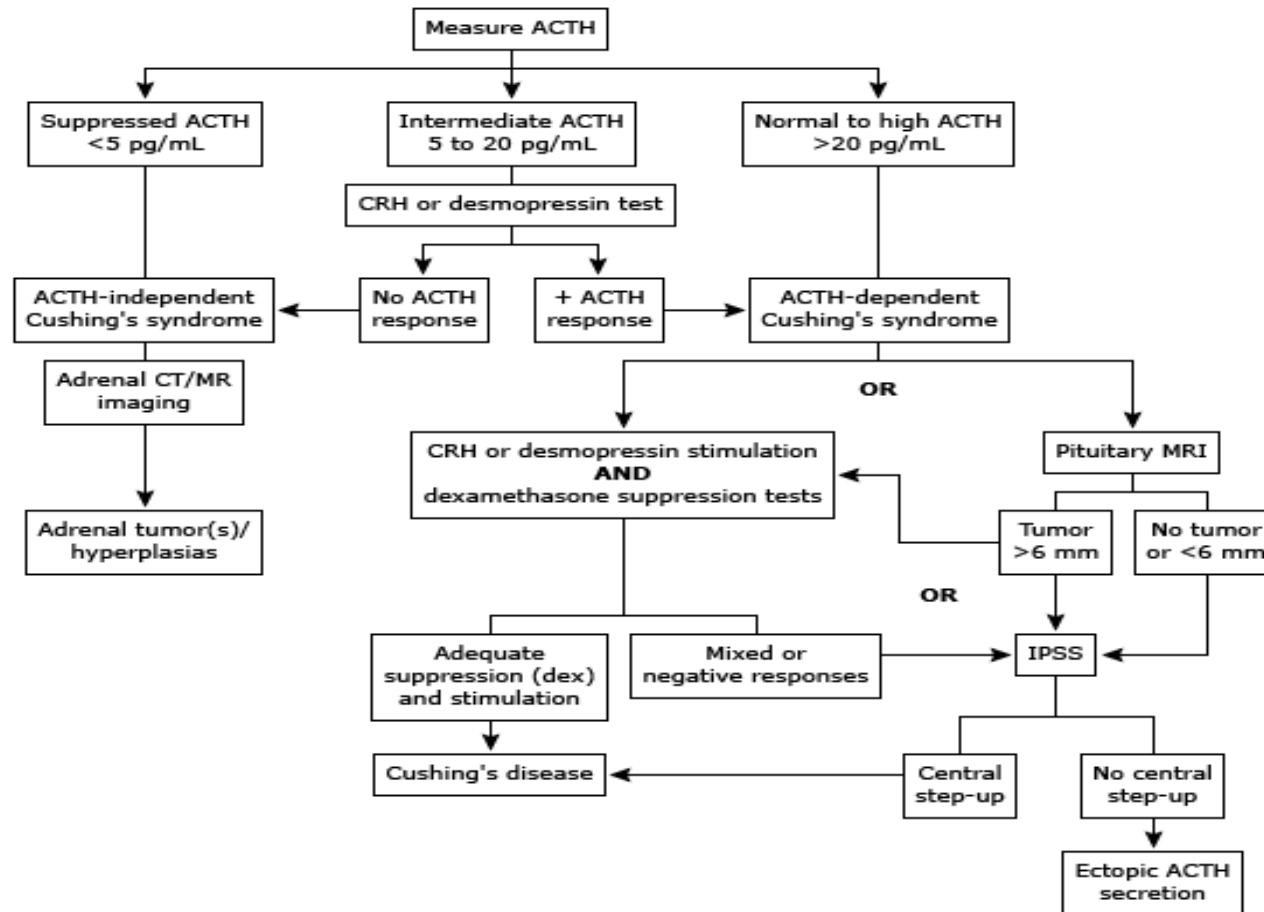 Measure ACTH
Suppressed ACTH
<5 pg/mL
Intermediate ACTH
5 to 20 pg/mL
Normal to high ACTH
>20 pg/mL
CRH or desmopressin test
ACTH-independent
Cushing's syndrome
No ACTH
response
+ ACTH
response
ACTH-dependent
Cushing's syndrome
Adrenal CT/MR
imaging
OR
CRH or desmopressin stimulation
AND
dexamethasone suppression tests
Pituitary MRI
Adrenal tumor(s)/
hyperplasias
Tumor
>6 mm
No tumor
or <6 mm
OR
Adequate
suppression (dex)
and stimulation
Mixed or
negative responses
IPSS
Cushing's disease
Central
step-up
No central
step-up
Ectopic ACTH
secretion